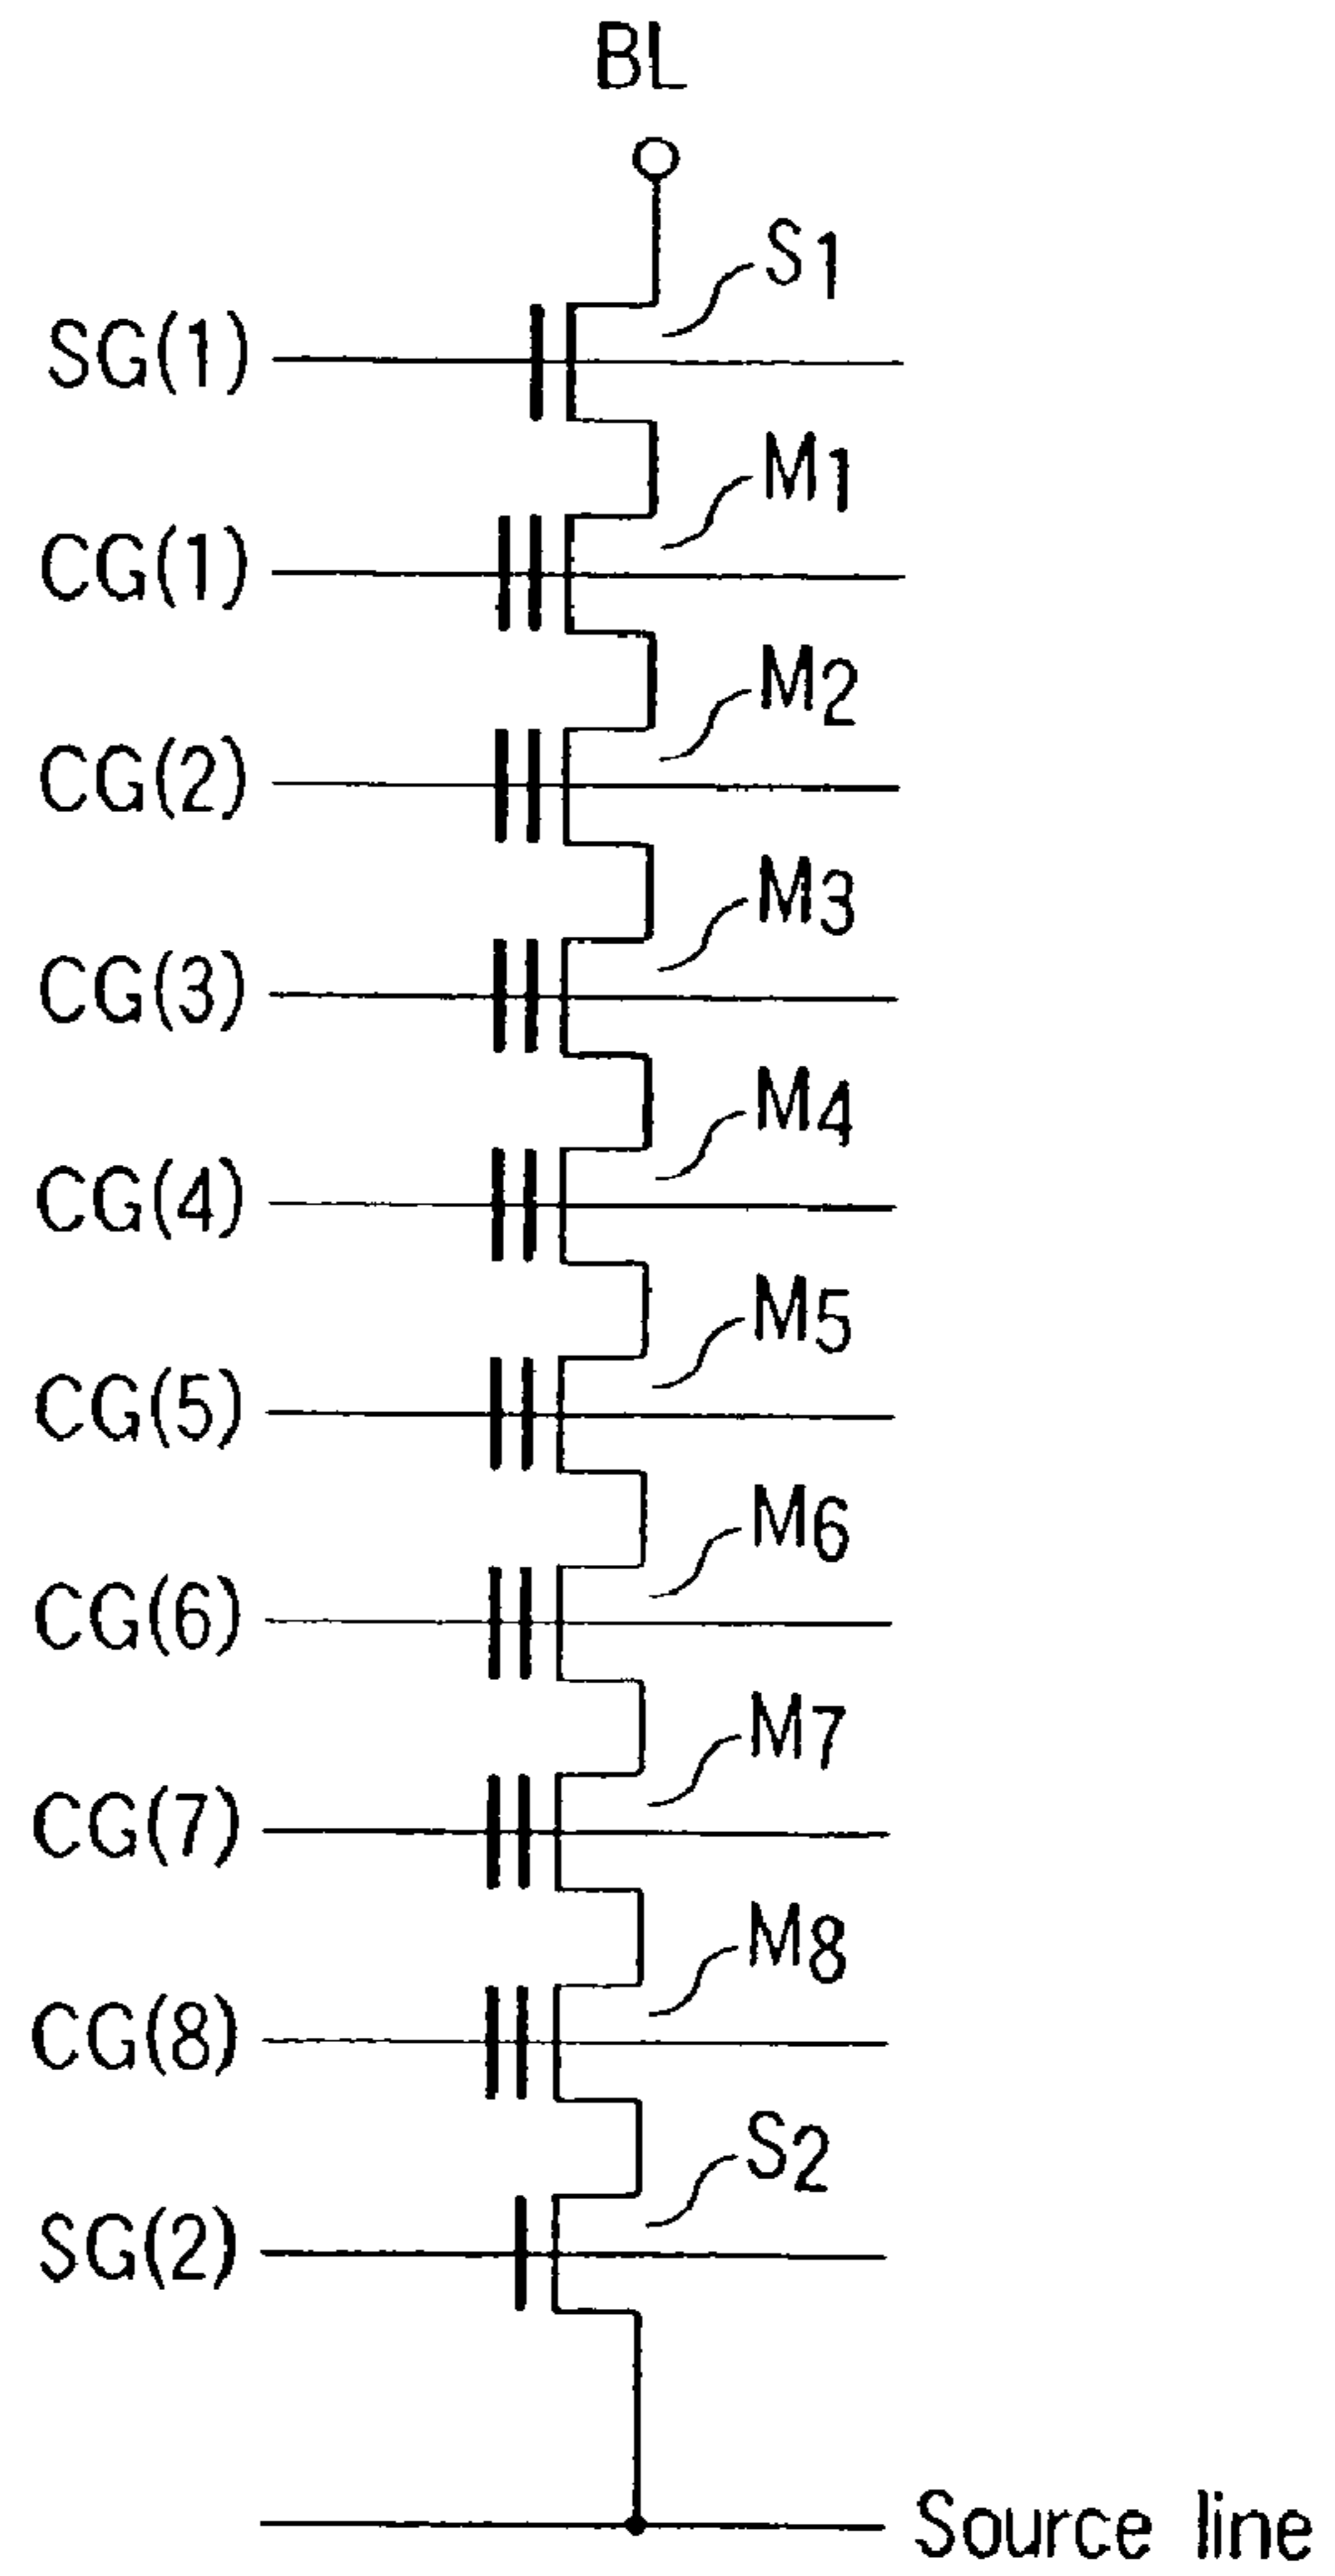 BL
S1
SG(1)
M1
CG(1)
M2
CG(2)
M3
CG(3)
M4
CG(4)
M5
CG(5)
M6
CG(6)
M7
CG(7)
M8
CG(8)
S2
SG(2)
Source line